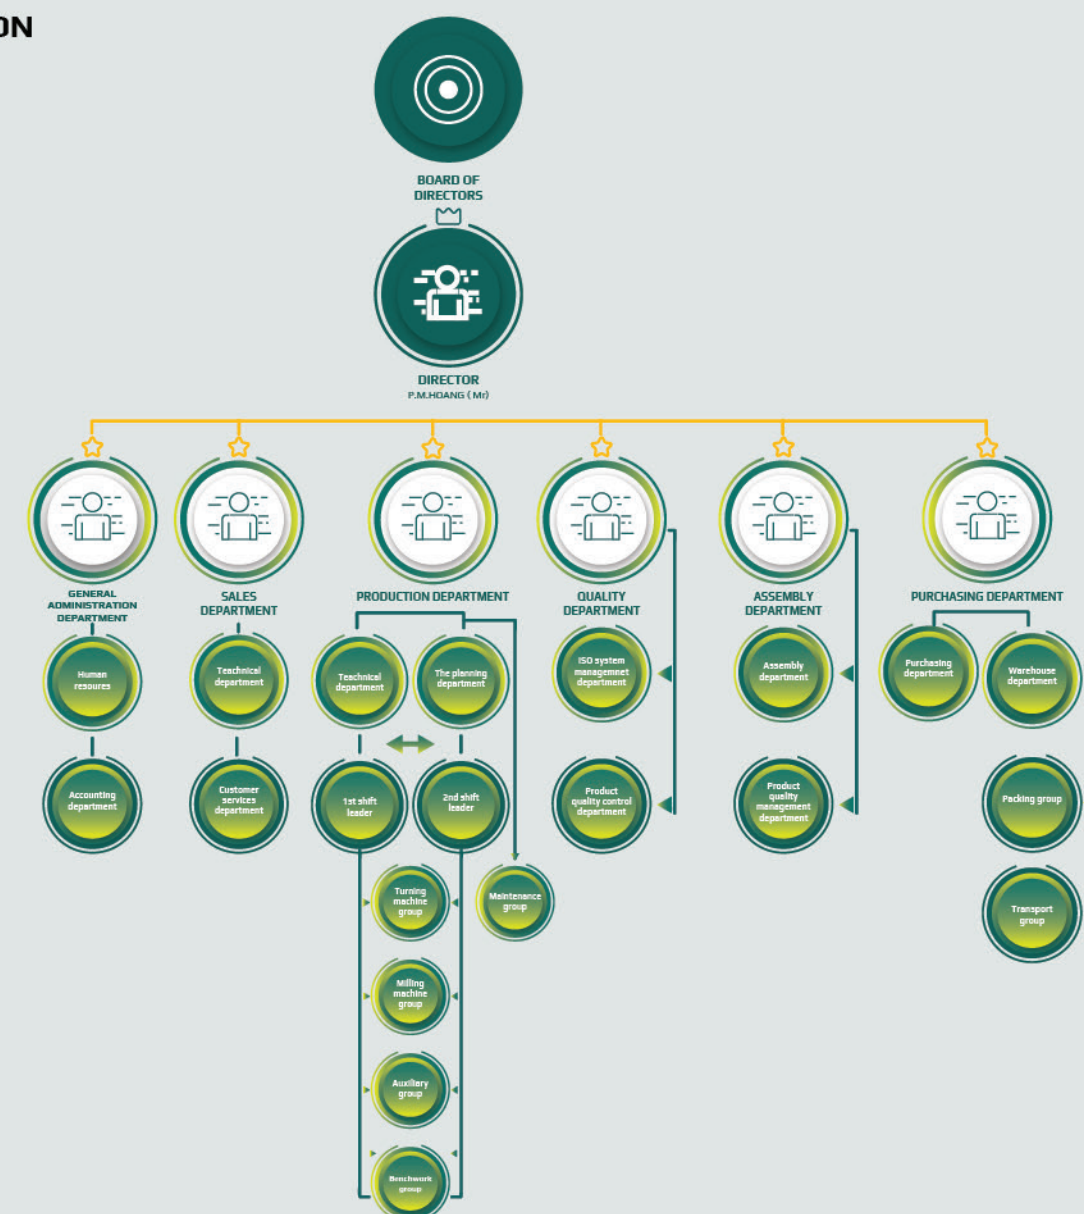 ON
BOARD OF
DIRECTORS
DIRECTOR
P.M.HOANG ( Mr)
GENERAL
ADMINISTRATION
DEPARTMENT
SALES
DEPARTMENT
PRODUCTION DEPARTMENT
QUALITY
DEPARTMENT
ASSEMBLY
DEPARTMENT
PURCHASING DEPARTMENT
Human
resoures
Teachnical
department
Teachnical
department
The planning
department
ISO system
managemnet
department
Assembly
department
Purchasing
department
Warehouse
department
Accounting
department
Customer
services
department
1st shift
leader
2nd shift
leader
Product
quality control
department
Product
quality
management
department
Packing group
Turning
machine
group
Maintenance
group
Transport
group
Milling
machine
group
Auxiliary
group
Benchwork
group